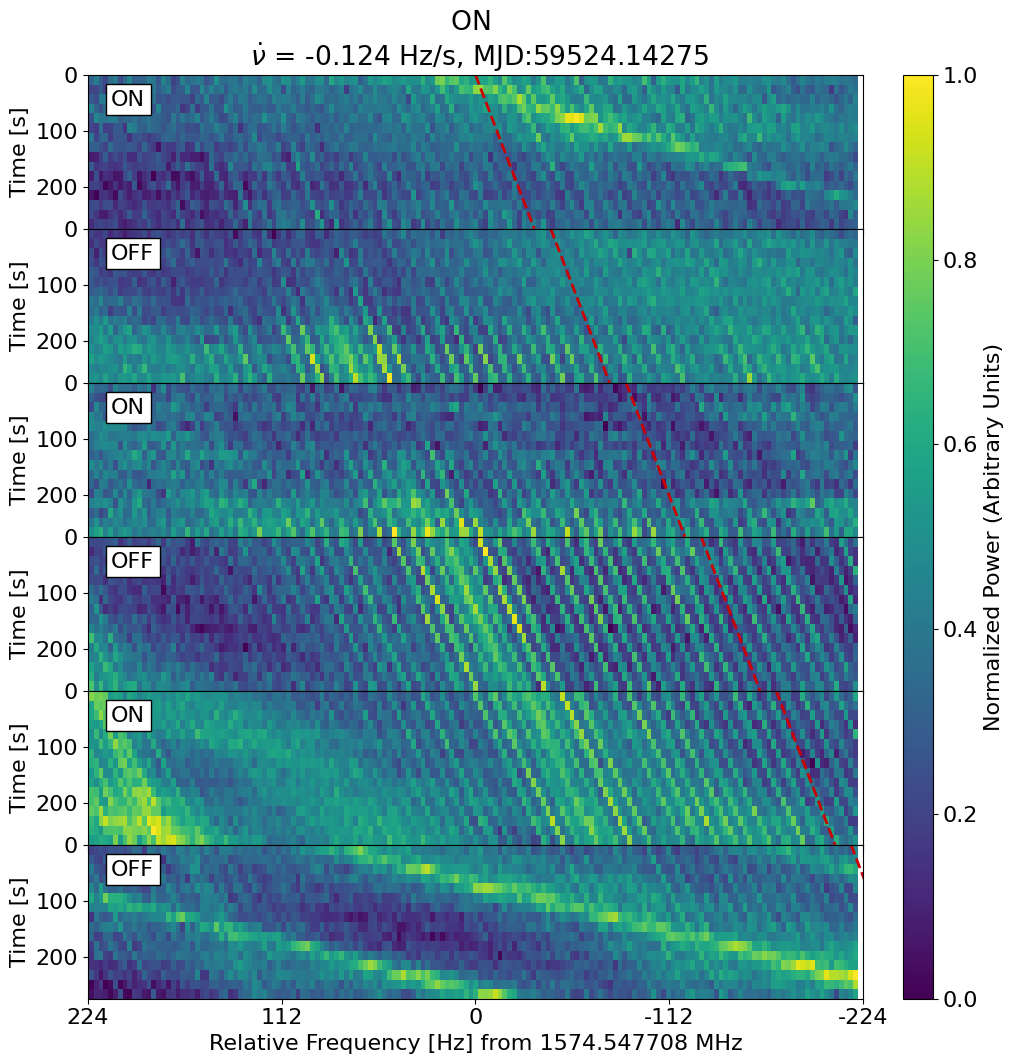 ON
ν̇ = -0.124 Hz/s, MJD:59524.14275
0
ON
100
200
Time [s]
0
OFF
100
200
Time [s]
0
ON
100
200
Time [s]
0
OFF
100
200
Time [s]
0
ON
100
200
Time [s]
0
OFF
100
200
Time [s]
224 112 0 -112 -224
Relative Frequency [Hz] from 1574.547708 MHz
1.0
0.8
0.6
0.4
0.2
0.0
Normalized Power (Arbitrary Units)